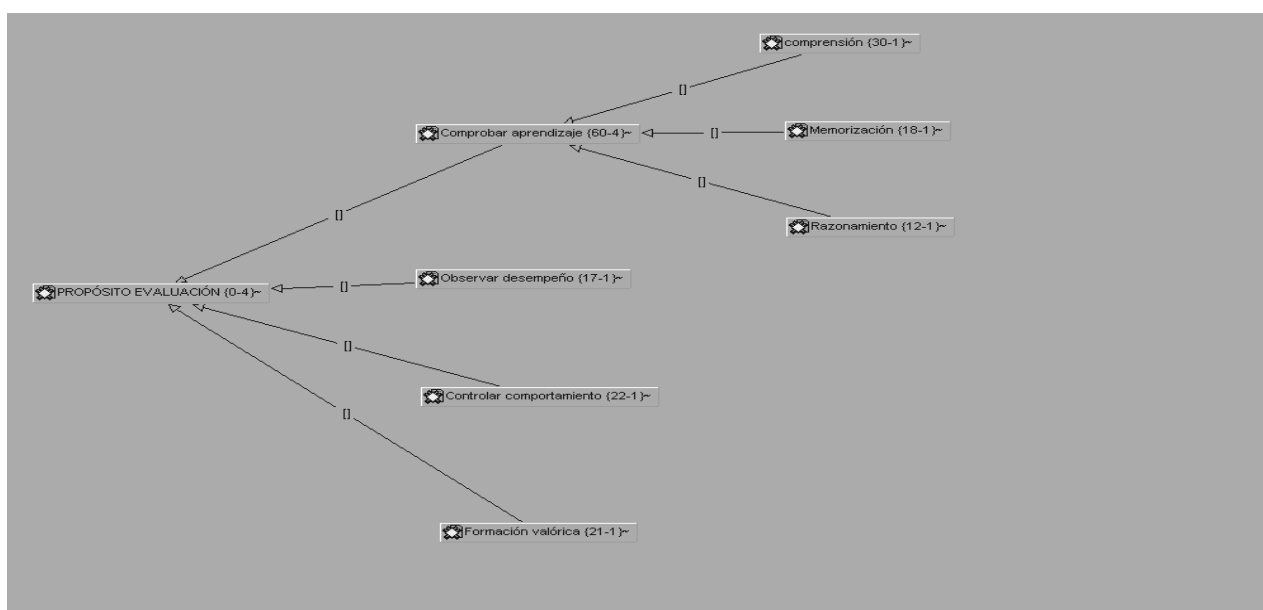 comprensión {30-1}~
[]
Comprobar aprendizaje {60-4}~
[]
Memorización {18-1}~
[]
Razonamiento {12-1}~
[]
Observar desempeño {17-1}~
PROPÓSITO EVALUACIÓN {0-4}~
[]
[]
Controlar comportamiento {22-1}~
[]
Formación valórica {21-1}~